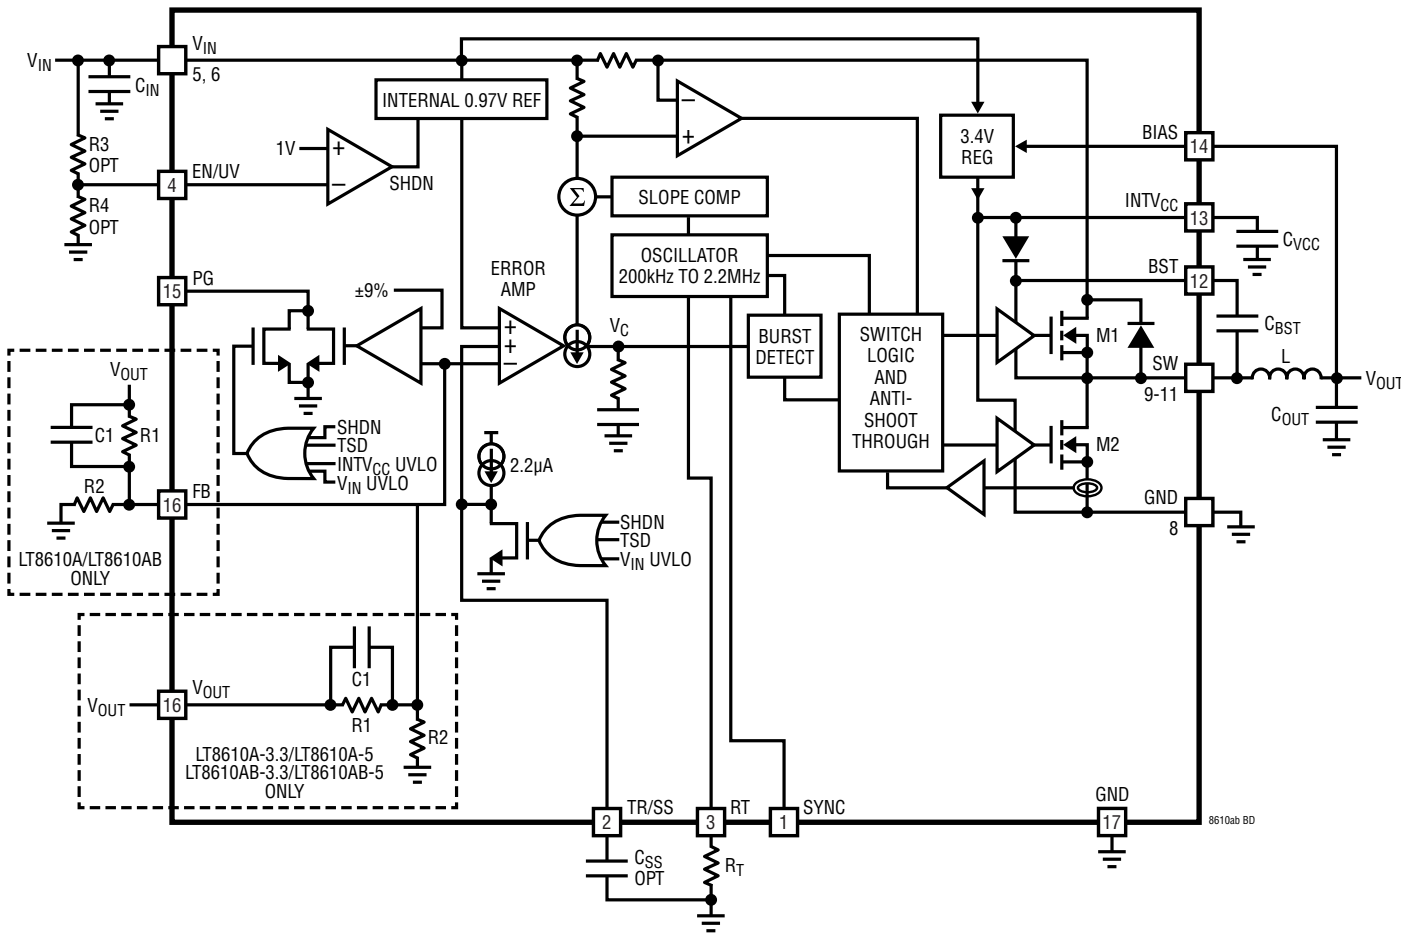 VIN
CIN
VIN
5, 6
R3
OPT
R4
OPT
4
EN/UV
1V
+
−
SHDN
INTERNAL 0.97V REF
−
+
3.4V
REG
BIAS
14
INTVCC
13
CVCC
BST
12
CBST
Σ
SLOPE COMP
OSCILLATOR
200kHz TO 2.2MHz
ERROR
AMP
+
+
−
VC
BURST
DETECT
SWITCH
LOGIC
AND
ANTI-
SHOOT
THROUGH
M1
SW
9-11
L
VOUT
COUT
M2
GND
8
15
PG
±9%
SHDN
TSD
INTVCC UVLO
VIN UVLO
VOUT
C1
R1
R2
16
FB
LT8610A/LT8610AB
ONLY
2.2µA
SHDN
TSD
VIN UVLO
VOUT
16
VOUT
C1
R1
R2
LT8610A-3.3/LT8610A-5
LT8610AB-3.3/LT8610AB-5
ONLY
2
TR/SS
3
RT
1
SYNC
GND
17
CSS
OPT
RT
8610ab BD